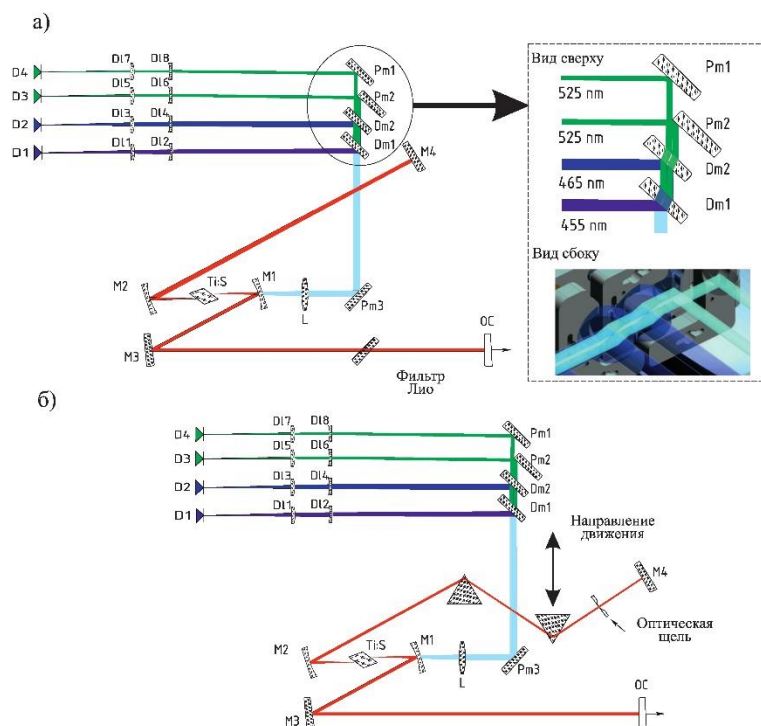 а)
Dl7 Dl8
D4
Pm1
Dl5 Dl6
D3
Pm2
Dl3 Dl4
D2
Dm2
Dl1 Dl2
D1
Dm1
M4
M2
Ti:S
M1
L
Pm3
M3
OC
Фильтр
Лио
Вид сверху
Pm1
525 nm
Pm2
525 nm
Dm2
465 nm
Dm1
455 nm
Вид сбоку
б)
Dl7 Dl8
D4
Pm1
Dl5 Dl6
D3
Pm2
Dl3 Dl4
D2
Dm2
Dl1 Dl2
D1
Dm1
Направление
движения
M4
Оптическая
щель
M2
Ti:S
M1
L
Pm3
M3
OC